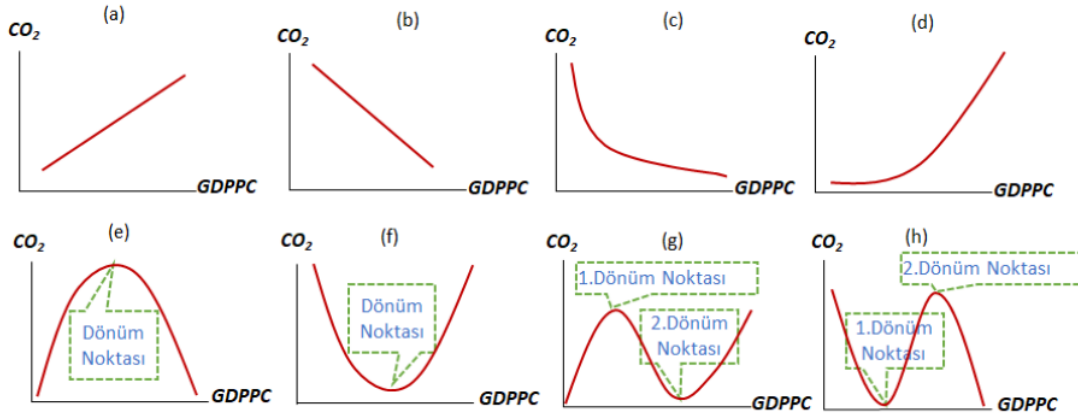 (a)
CO₂
GDPPC
(b)
CO₂
GDPPC
(c)
CO₂
GDPPC
(d)
CO₂
GDPPC
(e)
CO₂
Dönüm
Noktası
GDPPC
(f)
CO₂
Dönüm
Noktası
GDPPC
(g)
CO₂
1.Dönüm Noktası
2.Dönüm
Noktası
GDPPC
(h)
CO₂
2.Dönüm Noktası
1.Dönüm
Noktası
GDPPC